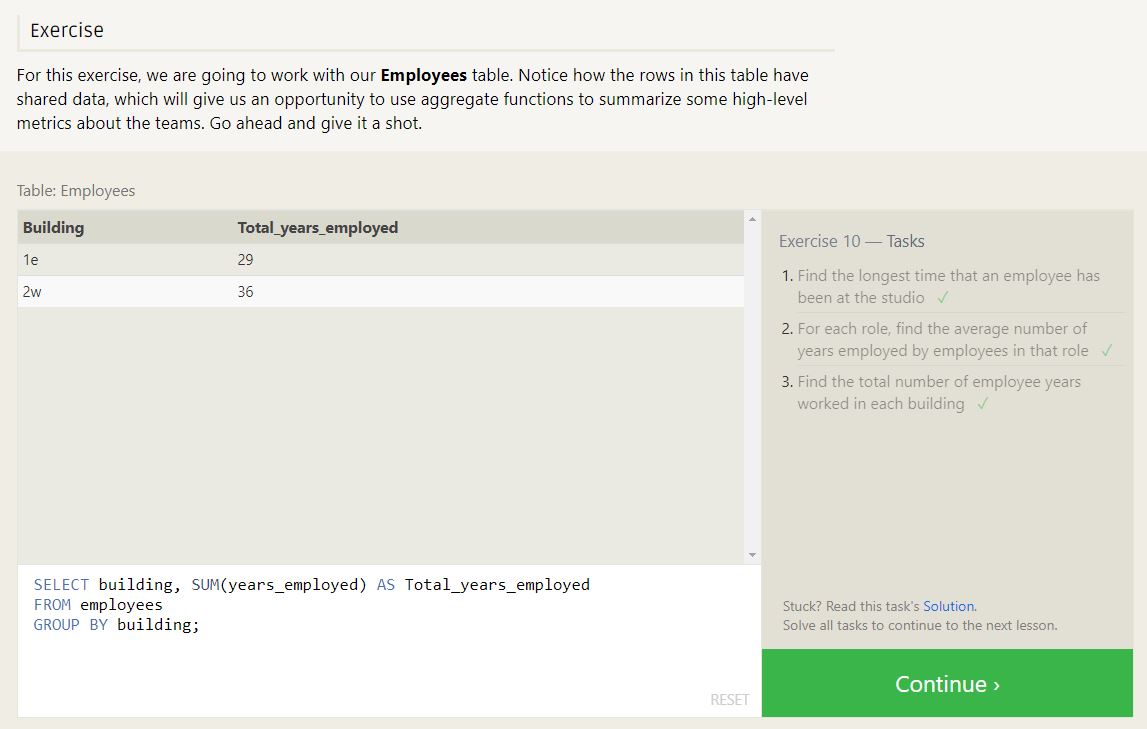 Exercise
For this exercise, we are going to work with our Employees table. Notice how the rows in this table have
shared data, which will give us an opportunity to use aggregate functions to summarize some high-level
metrics about the teams. Go ahead and give it a shot.
Table: Employees
Building Total_years_employed
1e 29
2w 36
SELECT building, SUM(years_employed) AS Total_years_employed
FROM employees
GROUP BY building;
RESET
Exercise 10 — Tasks
1. Find the longest time that an employee has
been at the studio ✓
2. For each role, find the average number of
years employed by employees in that role ✓
3. Find the total number of employee years
worked in each building ✓
Stuck? Read this task's Solution.
Solve all tasks to continue to the next lesson.
Continue ›